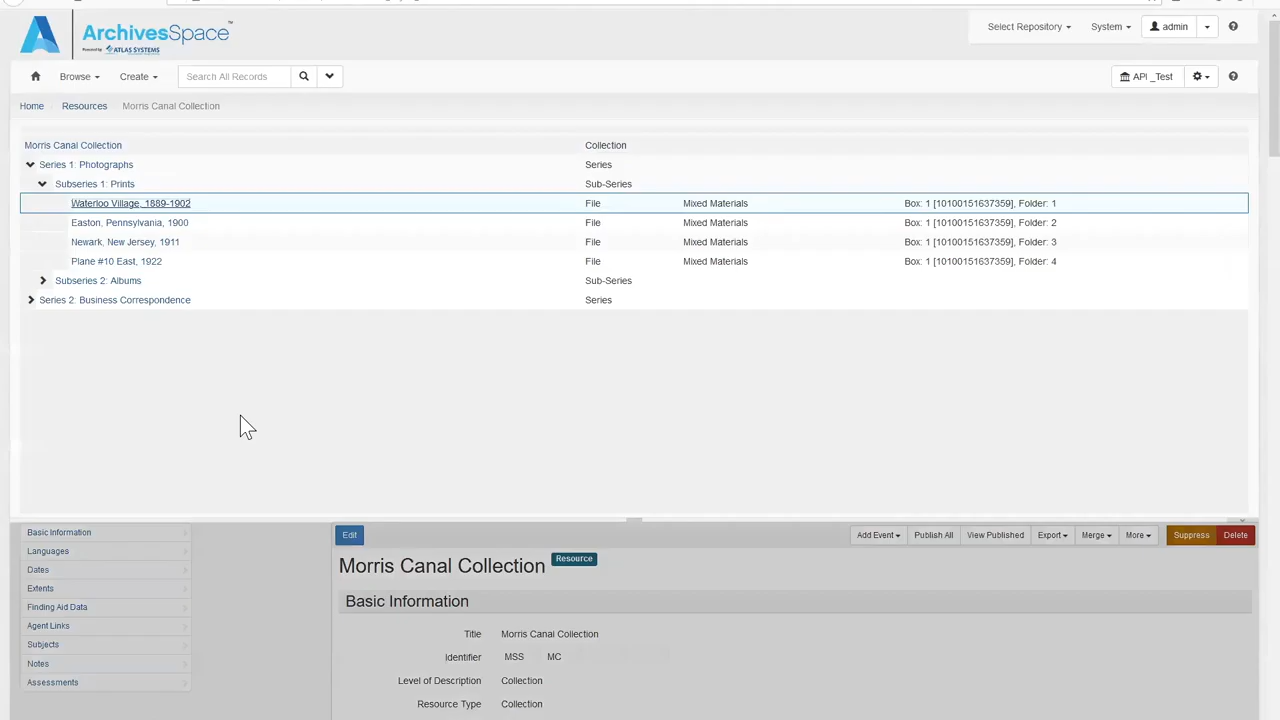 ArchivesSpace™
Powered by ATLAS SYSTEMS
Select Repository System admin
Browse Create Search All Records API _Test
Home Resources Morris Canal Collection
Morris Canal Collection Collection
Series 1: Photographs Series
Subseries 1: Prints Sub-Series
Waterloo Village, 1889-1902 File Mixed Materials Box: 1 [10100151637359], Folder: 1
Easton, Pennsylvania, 1900 File Mixed Materials Box: 1 [10100151637359], Folder: 2
Newark, New Jersey, 1911 File Mixed Materials Box: 1 [10100151637359], Folder: 3
Plane #10 East, 1922 File Mixed Materials Box: 1 [10100151637359], Folder: 4
Subseries 2: Albums Sub-Series
Series 2: Business Correspondence Series
Basic Information
Languages
Dates
Extents
Finding Aid Data
Agent Links
Subjects
Notes
Assessments
Edit Add Event Publish All View Published Export Merge More Suppress Delete
Morris Canal Collection Resource
Basic Information
Title Morris Canal Collection
Identifier MSS MC
Level of Description Collection
Resource Type Collection